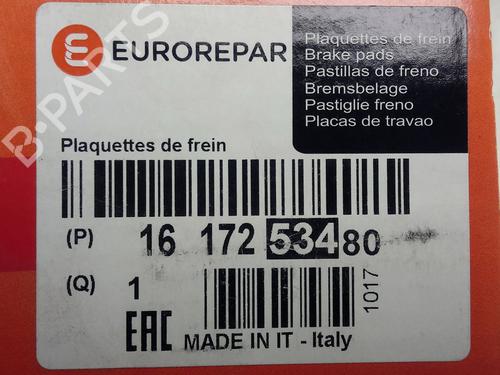 EUROREPAR
Plaquettes de frein
Brake pads
Pastillas de freno
Bremsbelage
Pastiglie freno
Placas de travao
Plaquettes de frein
(P) 16 172 534 80
(Q) 1
1017
EAC MADE IN IT - Italy
B-PARTS